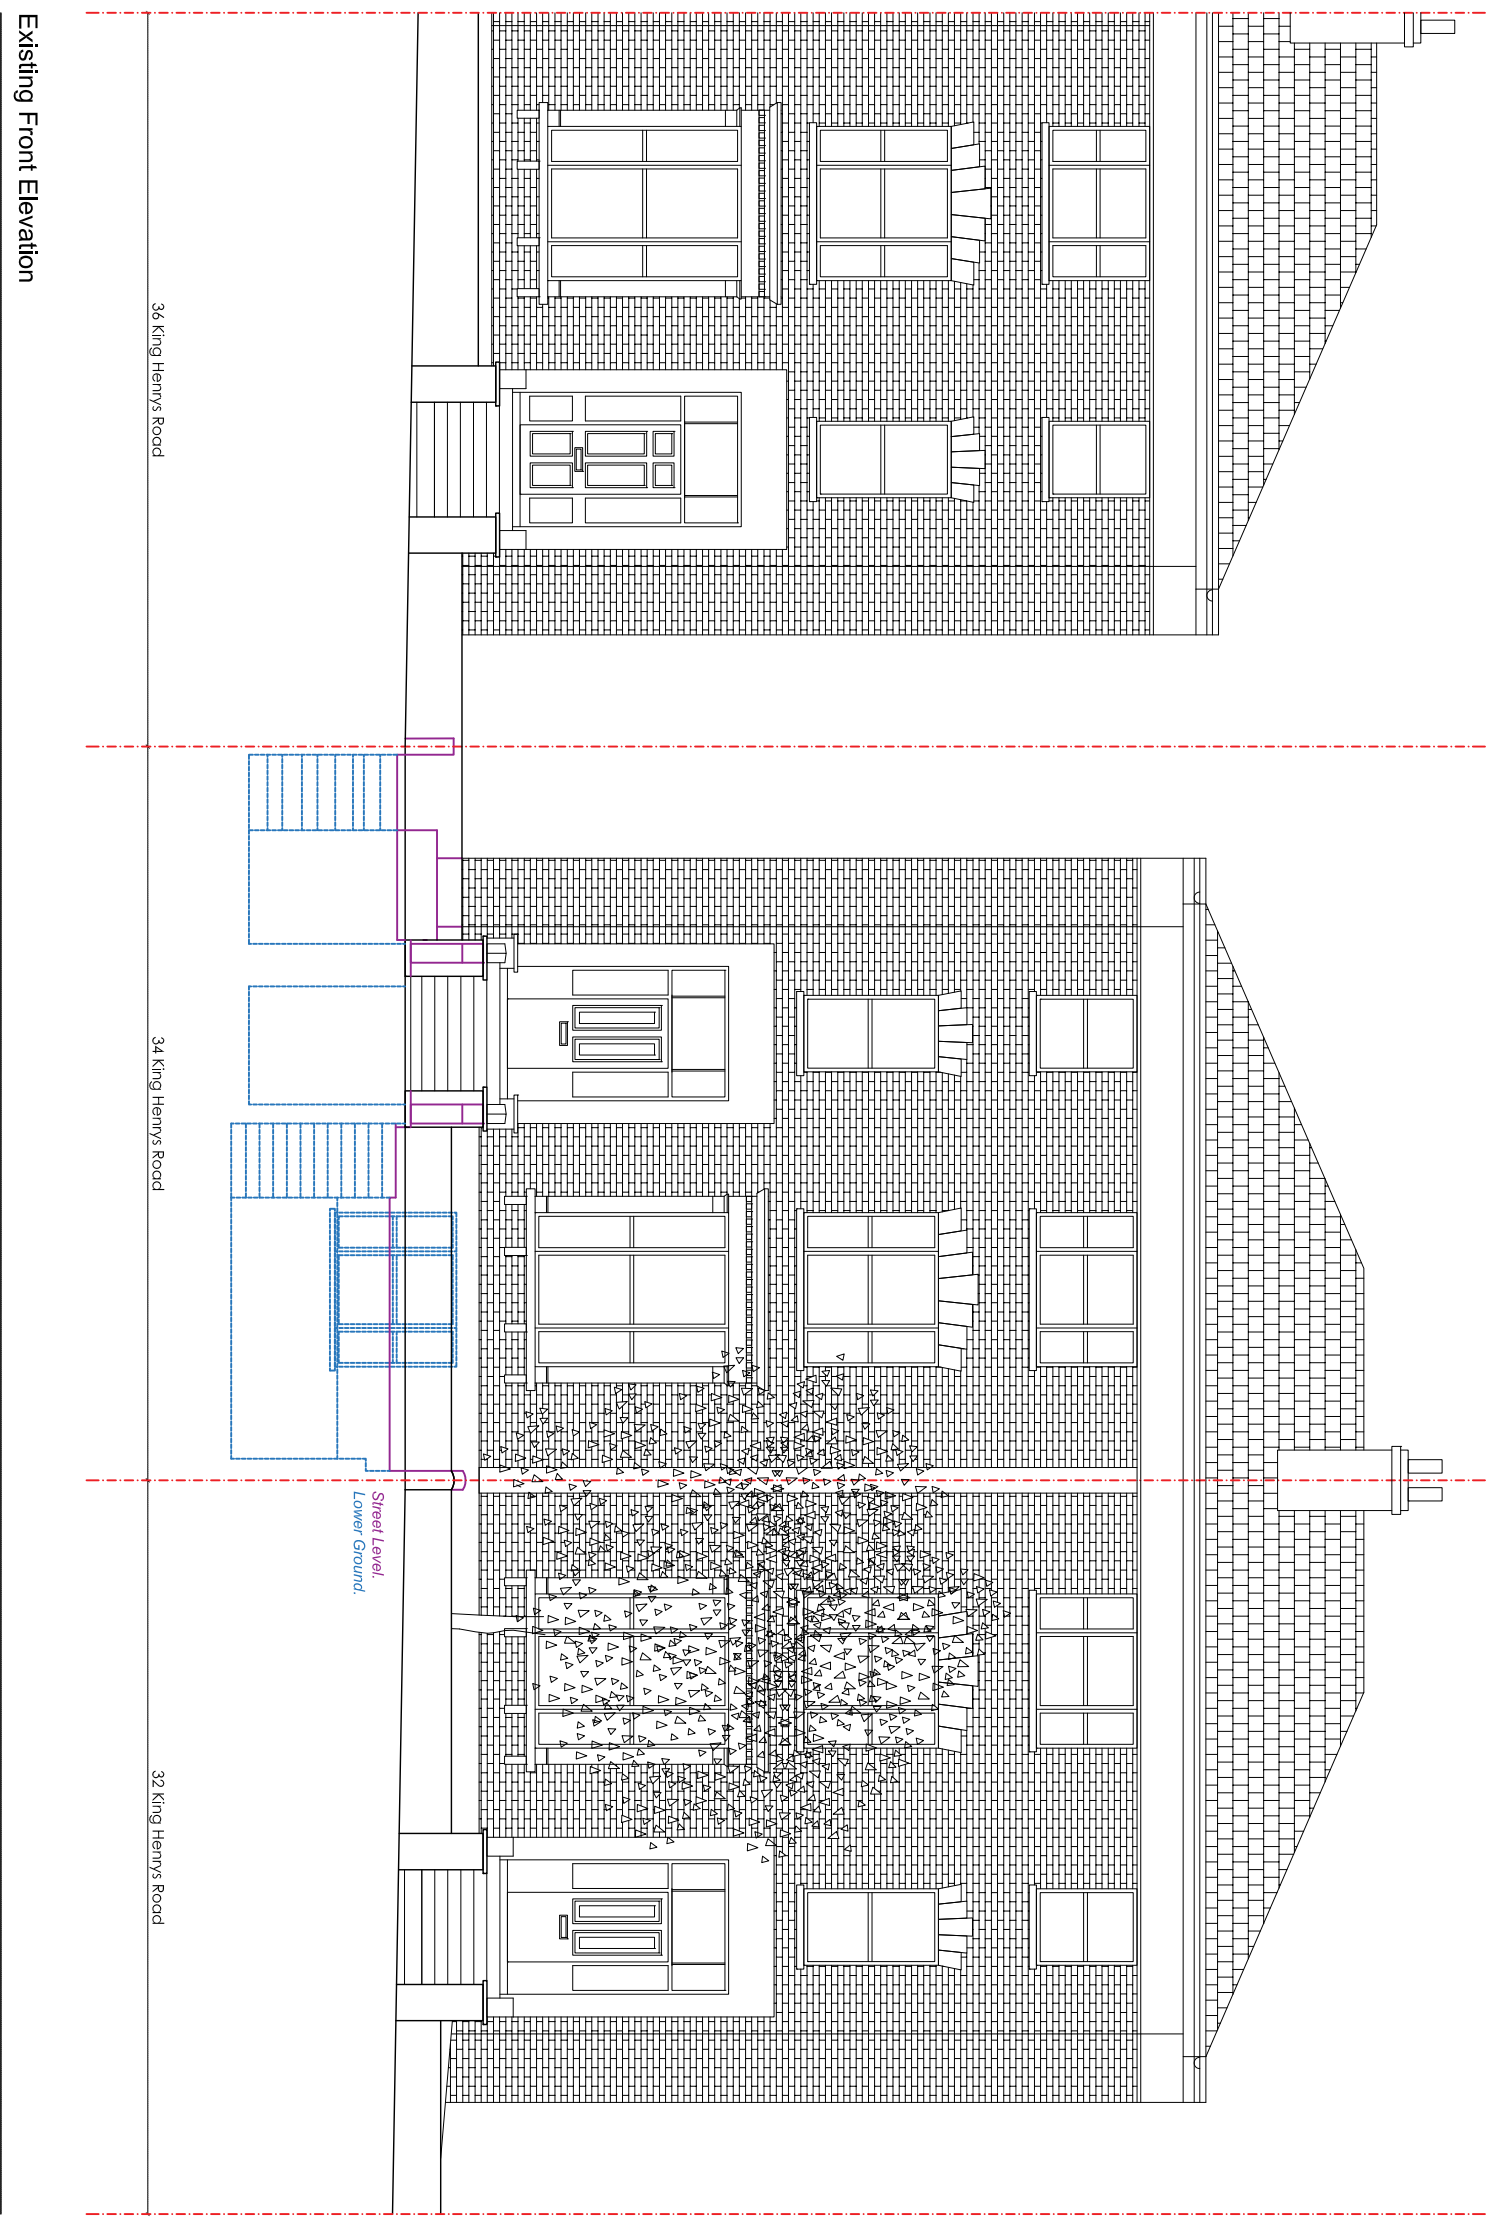 36 King Henrys Road
34 King Henrys Road
32 King Henrys Road
Street Level.
Lower Ground.
Existing Front Elevation